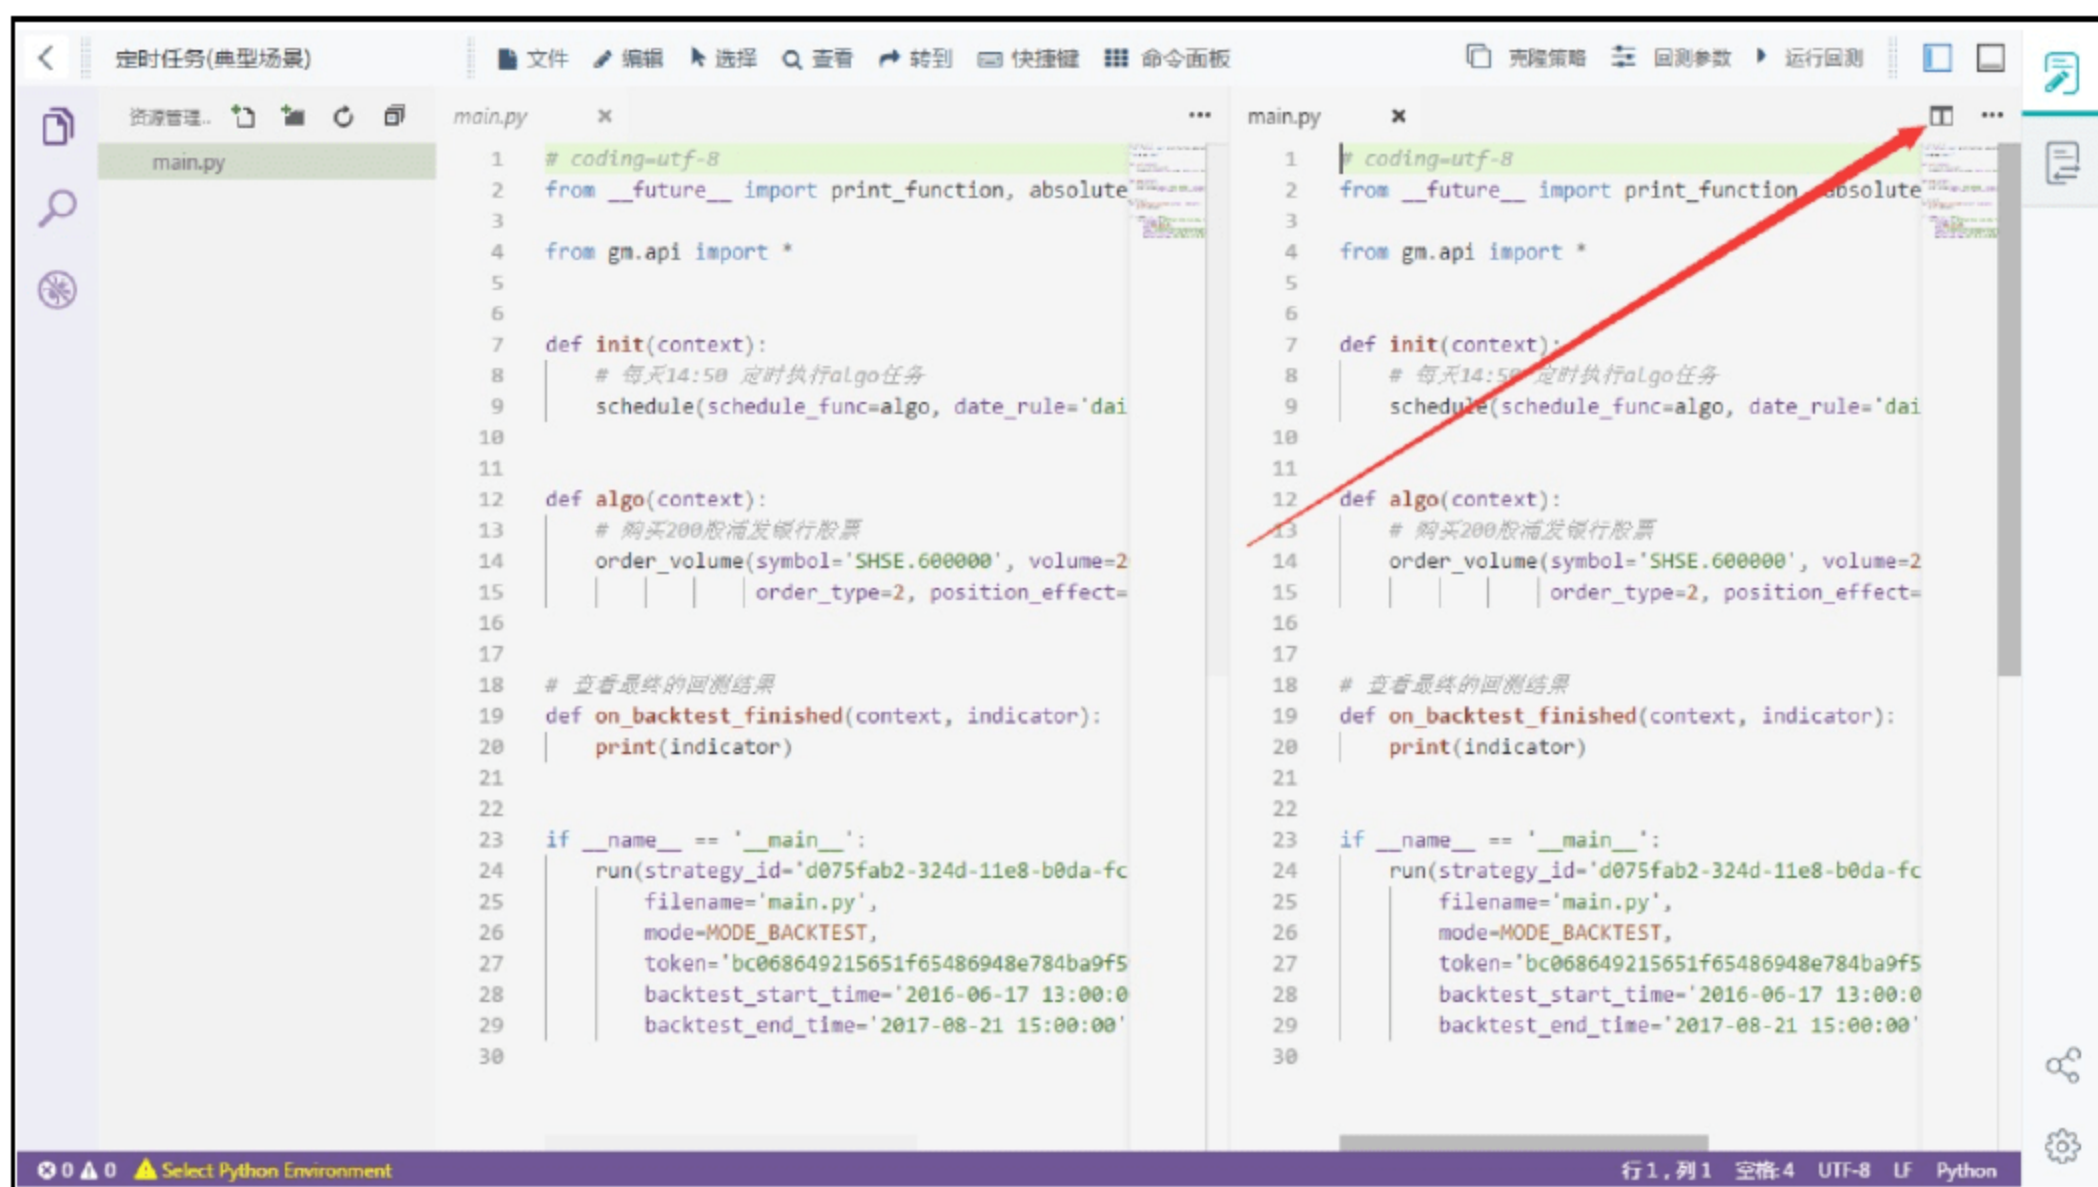 定时任务(典型场景) 文件 编辑 选择 查看 转到 快捷键 命令面板 克隆策略 回测参数 运行回测
资源管理..
main.py
main.py
1 # coding=utf-8
2 from __future__ import print_function, absolute
3
4 from gm.api import *
5
6
7 def init(context):
8 # 每天14:50 定时执行algo任务
9 schedule(schedule_func=algo, date_rule='dai
10
11
12 def algo(context):
13 # 购买200股浦发银行股票
14 order_volume(symbol='SHSE.600000', volume=2
15 order_type=2, position_effect=
16
17
18 # 查看最终的回测结果
19 def on_backtest_finished(context, indicator):
20 print(indicator)
21
22
23 if __name__ == '__main__':
24 run(strategy_id='d075fab2-324d-11e8-b0da-fc
25 filename='main.py',
26 mode=MODE_BACKTEST,
27 token='bc068649215651f65486948e784ba9f5
28 backtest_start_time='2016-06-17 13:00:0
29 backtest_end_time='2017-08-21 15:00:00'
30
main.py
1 # coding=utf-8
2 from __future__ import print_function, absolute
3
4 from gm.api import *
5
6
7 def init(context):
8 # 每天14:50 定时执行algo任务
9 schedule(schedule_func=algo, date_rule='dai
10
11
12 def algo(context):
13 # 购买200股浦发银行股票
14 order_volume(symbol='SHSE.600000', volume=2
15 order_type=2, position_effect=
16
17
18 # 查看最终的回测结果
19 def on_backtest_finished(context, indicator):
20 print(indicator)
21
22
23 if __name__ == '__main__':
24 run(strategy_id='d075fab2-324d-11e8-b0da-fc
25 filename='main.py',
26 mode=MODE_BACKTEST,
27 token='bc068649215651f65486948e784ba9f5
28 backtest_start_time='2016-06-17 13:00:0
29 backtest_end_time='2017-08-21 15:00:00'
30
0 0 Select Python Environment 行 1 , 列 1 空格: 4 UTF-8 LF Python